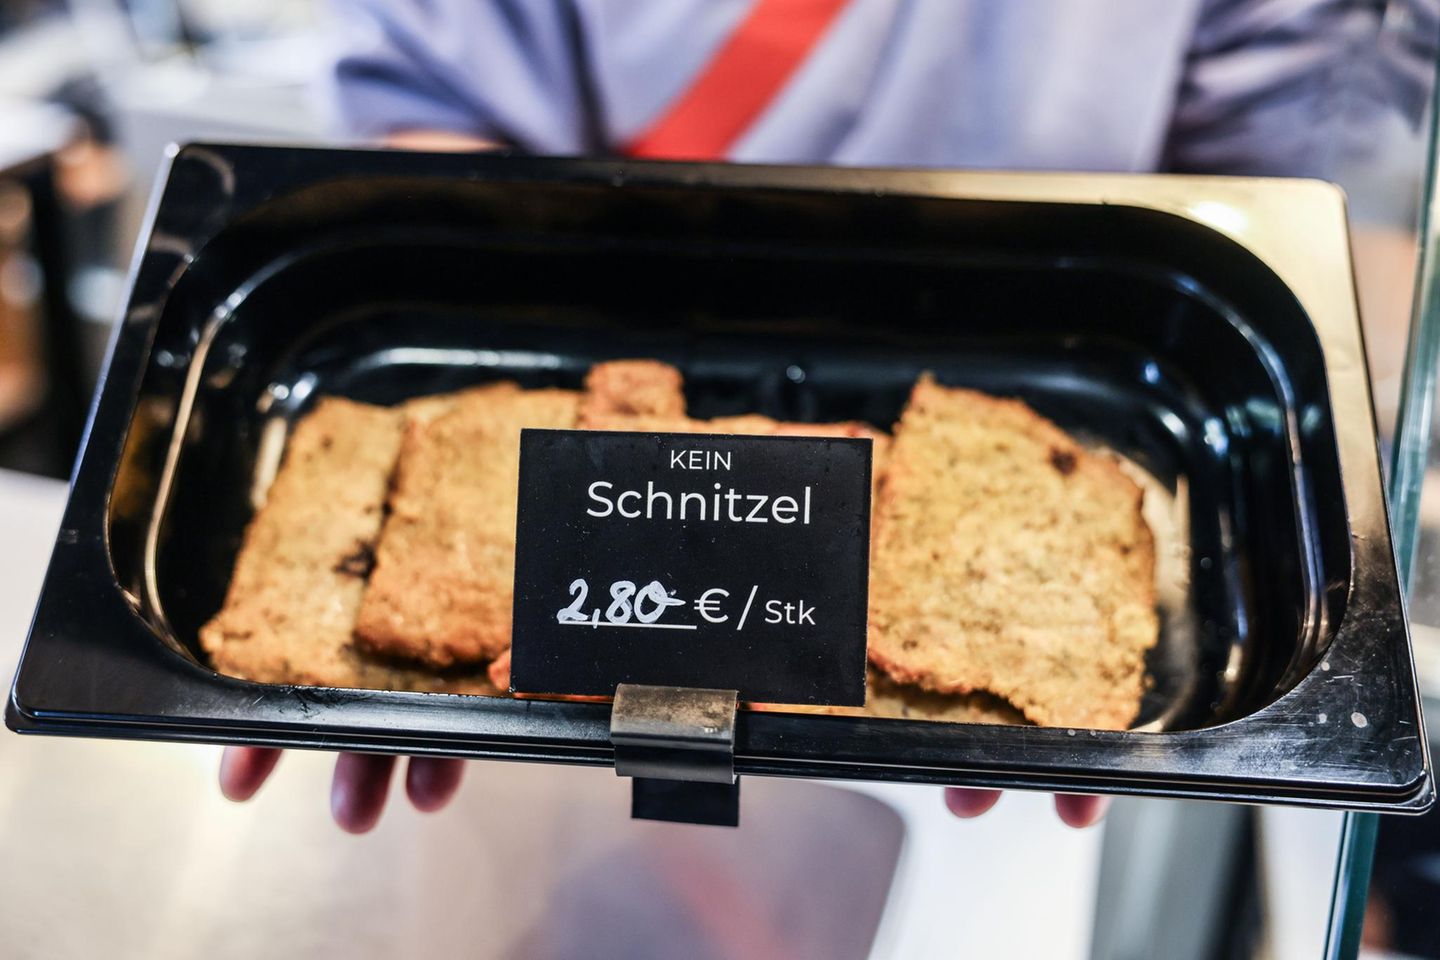 KEIN
Schnitzel
2,80 € / Stk